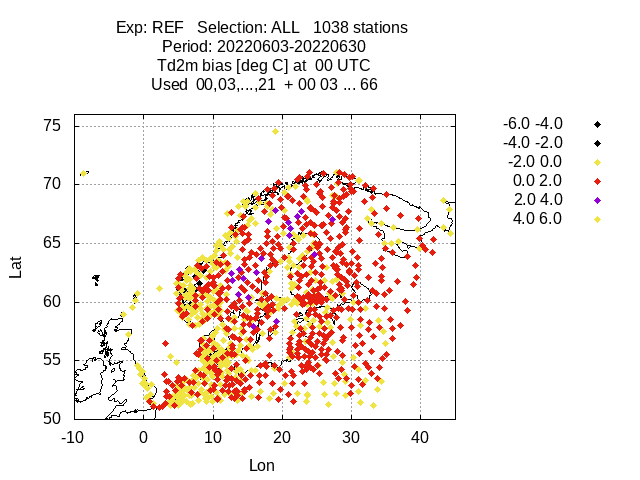 Exp: REF   Selection: ALL   1038 stations
Period: 20220603-20220630
Td2m bias [deg C] at  00 UTC
Used  00,03,...,21  + 00 03 ... 66
-6.0 -4.0
-4.0 -2.0
-2.0 0.0
0.0 2.0
2.0 4.0
4.0 6.0
75
70
65
60
55
50
Lat
-10 0 10 20 30 40
Lon